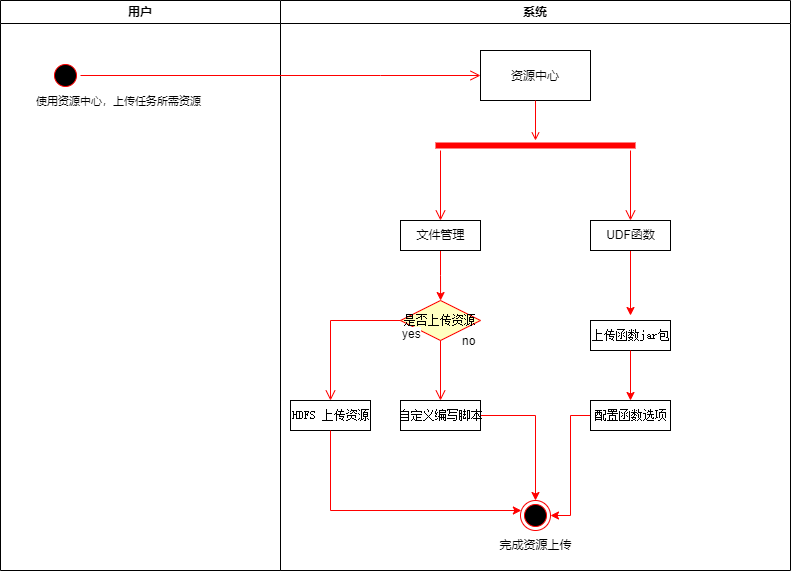 用户
系统
资源中心
使用资源中心，上传任务所需资源
文件管理
UDF函数
是否上传资源
yes
no
上传函数jar包
HDFS 上传资源
自定义编写脚本
配置函数选项
完成资源上传